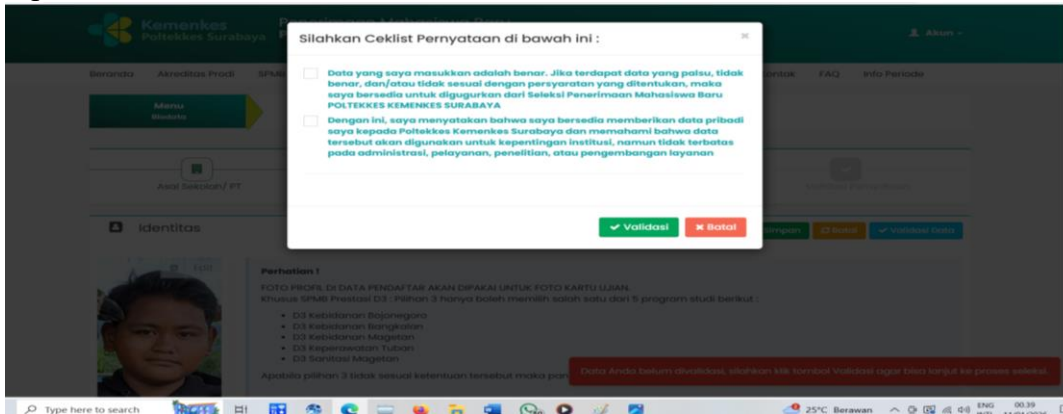 Kemenkes
Poltekkes Surabaya
Silahkan Ceklist Pernyataan di bawah ini :
Akun
Beranda Akreditas Prodi SPMB FAQ Info Periode
Data yang saya masukkan adalah benar. Jika terdapat data yang palsu, tidak
benar, dan/atau tidak sesuai dengan persyaratan yang ditentukan, maka
saya bersedia untuk digugurkan dari Seleksi Penerimaan Mahasiswa Baru
POLTEKKES KEMENKES SURABAYA
Menu
Biodata
Dengan ini, saya menyatakan bahwa saya bersedia memberikan data pribadi
saya kepada Poltekkes Kemenkes Surabaya dan memahami bahwa data
tersebut akan digunakan untuk kepentingan institusi, namun tidak terbatas
pada administrasi, pelayanan, penelitian, atau pengembangan layanan
Asal Sekolah/ PT
Validasi Batal
Identitas
Simpan Batal Validasi Data
FOTO
Perhatian !
FOTO PROFIL DI DATA PENDAFTAR AKAN DIPAKAI UNTUK FOTO KARTU UJIAN.
Khusus SPMB Prestasi D3 : Pilihan 3 hanya boleh memilih salah satu dari 5 program studi berikut :
D3 Kebidanan Bojonegoro
D3 Kebidanan Bangkalan
D3 Kebidanan Magetan
D3 Keperawatan Tuban
D3 Sanitasi Magetan
Apabila pilihan 3 tidak sesuai ketentuan tersebut maka
Data Anda belum divalidasi, silahkan klik tombol Validasi agar bisa lanjut ke proses seleksi.
Type here to search
25°C Berawan
ENG
00.39